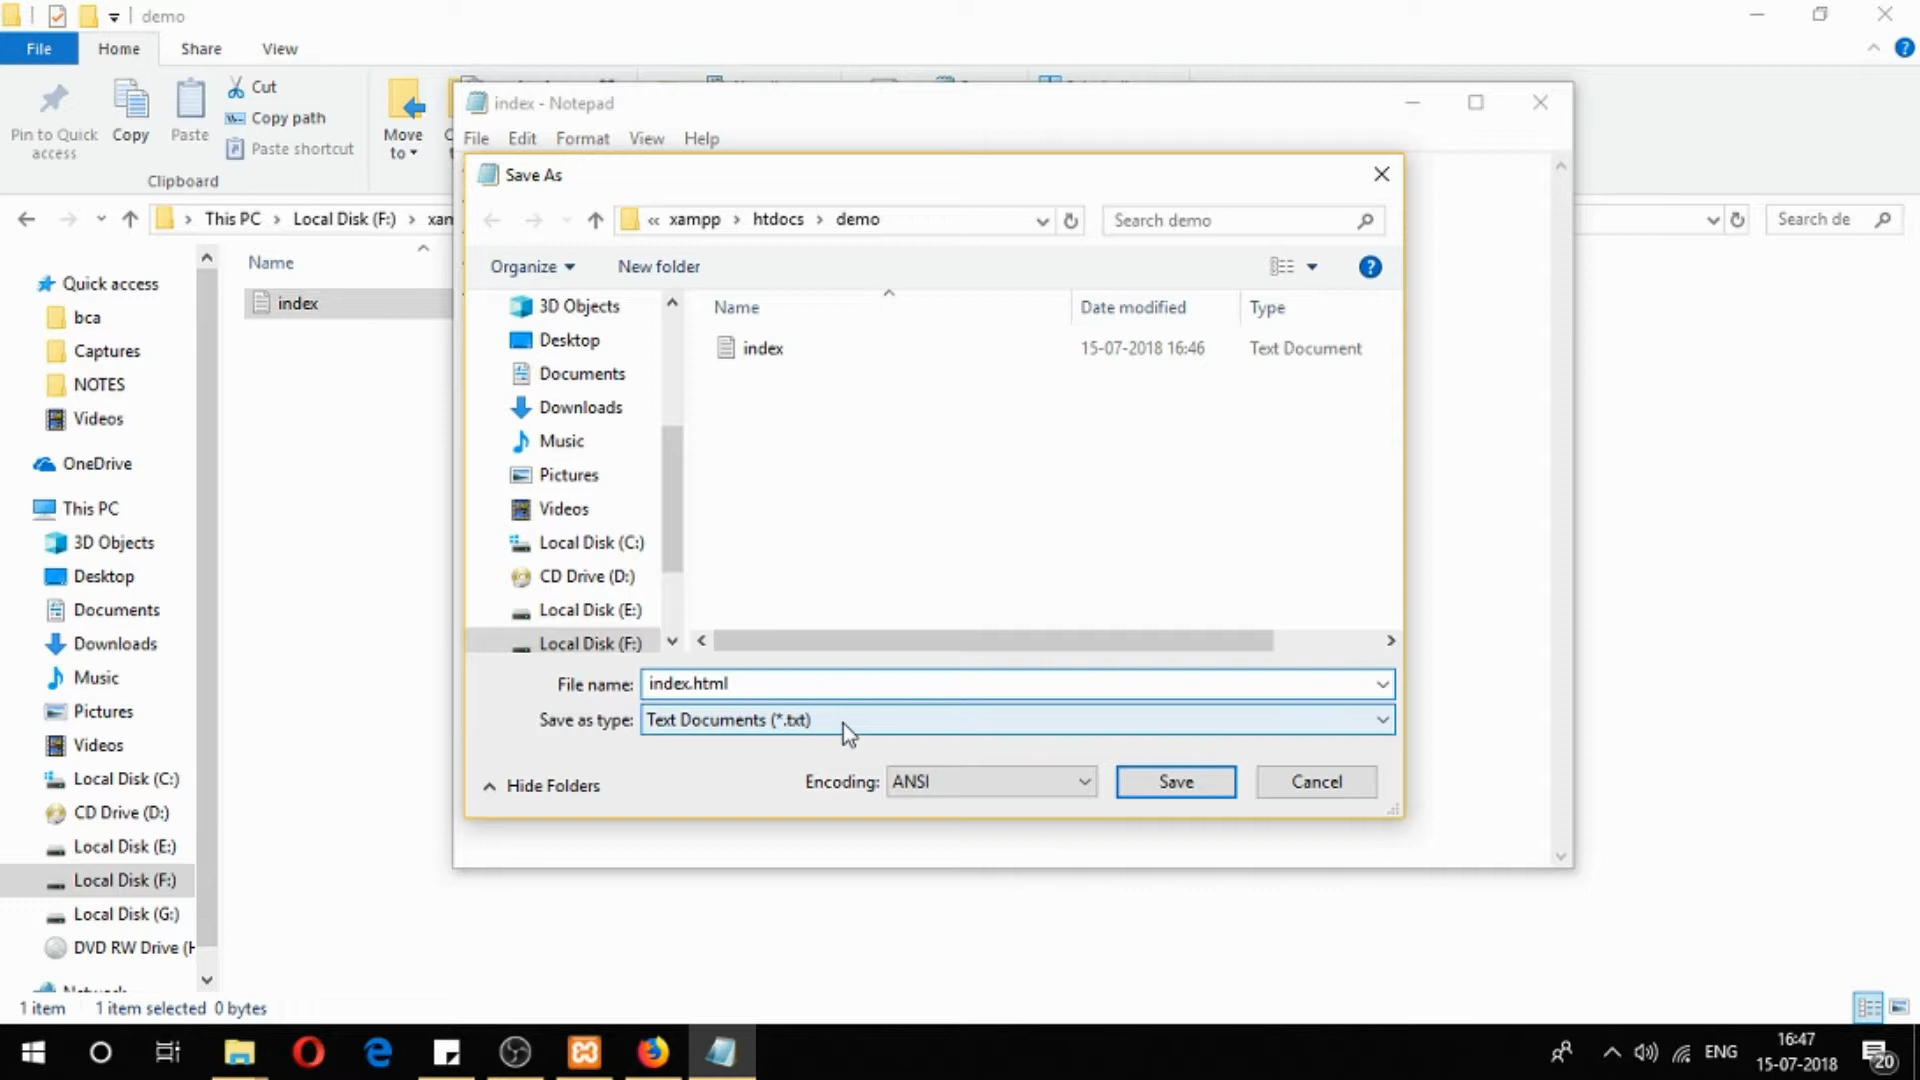 demo
File Home Share View
Pin to Quick access
Copy
Paste
Cut
Copy path
Paste shortcut
Move to
Clipboard
This PC > Local Disk (F:) > xam
Search de
Name
index
Quick access
bca
Captures
NOTES
Videos
OneDrive
This PC
3D Objects
Desktop
Documents
Downloads
Music
Pictures
Videos
Local Disk (C:)
CD Drive (D:)
Local Disk (E:)
Local Disk (F:)
Local Disk (G:)
DVD RW Drive (H
1 item 1 item selected 0 bytes
index - Notepad
File Edit Format View Help
Save As
« xampp > htdocs > demo
Search demo
Organize New folder
3D Objects
Desktop
Documents
Downloads
Music
Pictures
Videos
Local Disk (C:)
CD Drive (D:)
Local Disk (E:)
Local Disk (F:)
Name Date modified Type
index 15-07-2018 16:46 Text Document
File name: index.html
Save as type: Text Documents (*.txt)
Hide Folders
Encoding: ANSI
Save
Cancel
ENG
16:47
15-07-2018
20